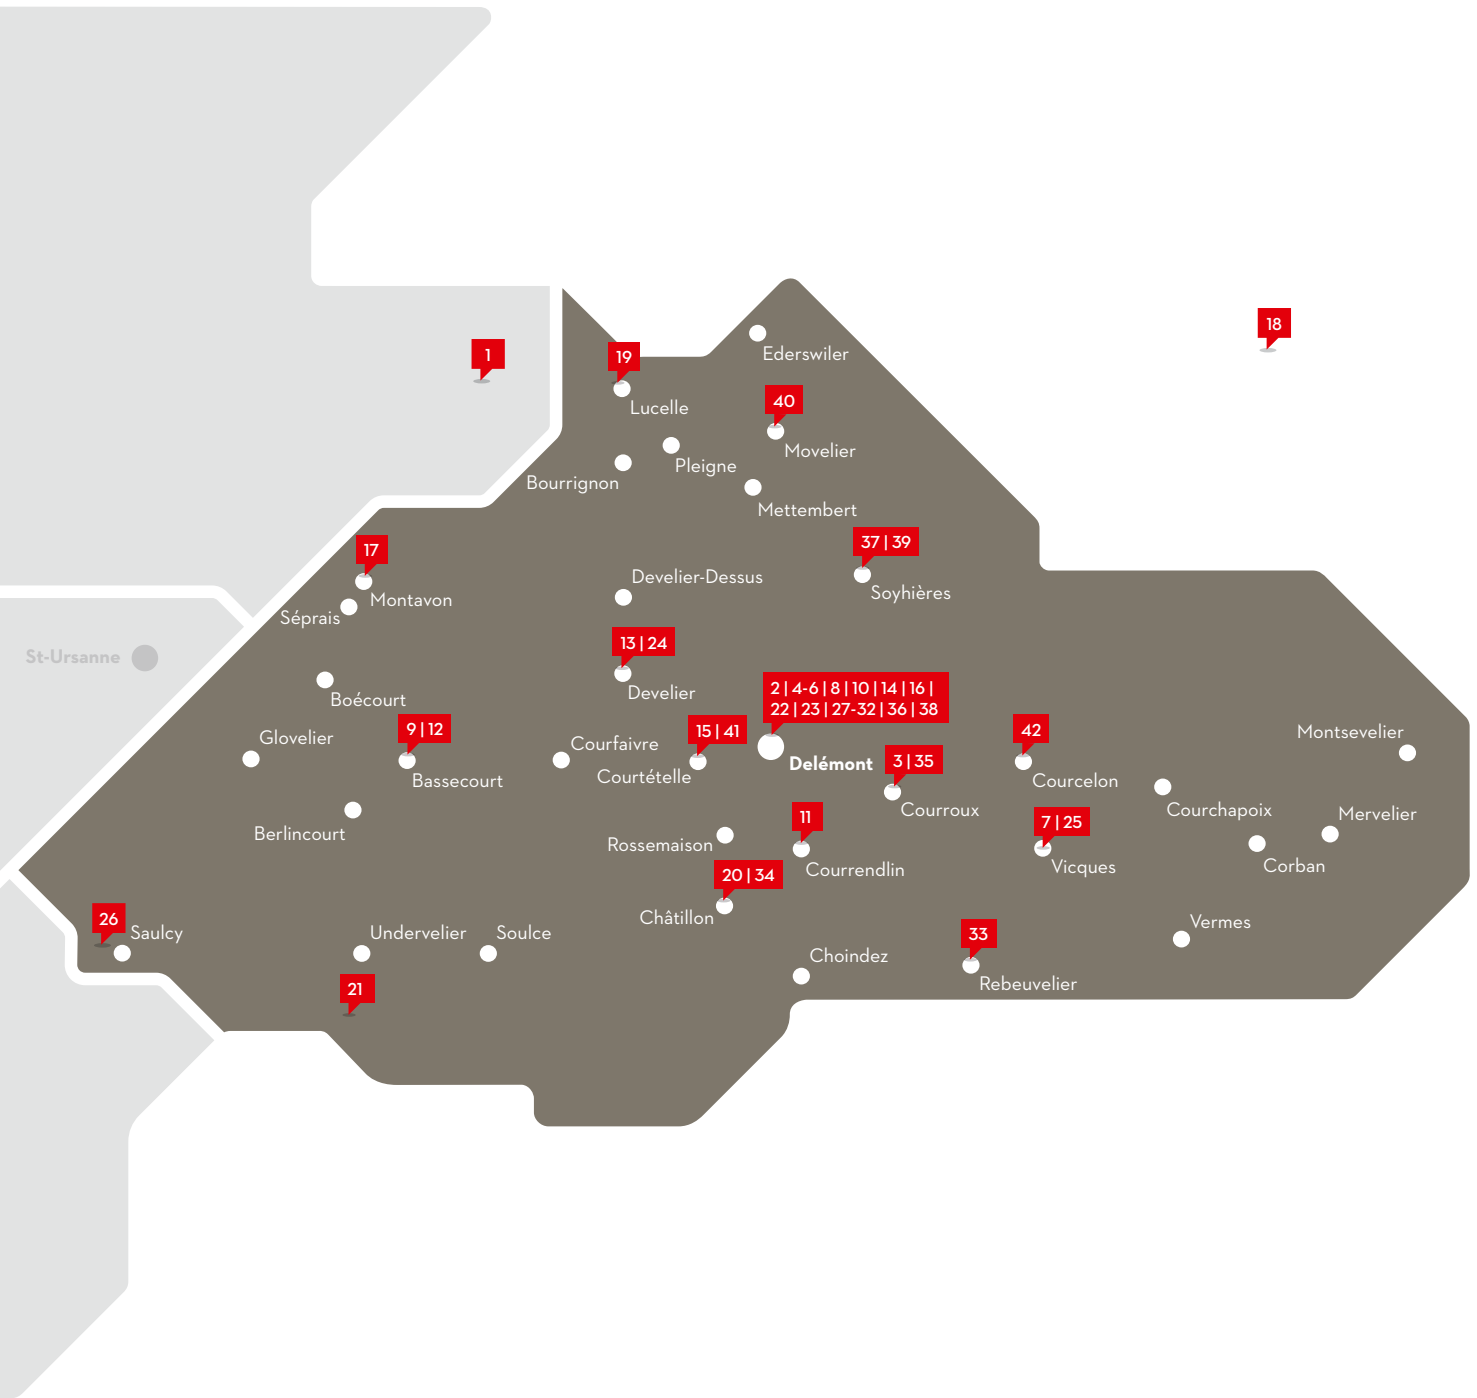 18
1
19
Ederswiler
Lucelle
40
Movelier
Pleigne
Bourrignon
Mettembert
37 | 39
17
Develier-Dessus
Soyhières
Montavon
Séprais
13 | 24
St-Ursanne
Develier
2 | 4-6 | 8 | 10 | 14 | 16 |
22 | 23 | 27-32 | 36 | 38
Boécourt
9 | 12
15 | 41
42
Montsevelier
Glovelier
Courfaivre
Delémont
3 | 35
Bassecourt
Courtételle
Courcelon
Courroux
Courchapoix
Mervelier
11
7 | 25
Berlincourt
Rossemaison
Courrendlin
Vicques
Corban
20 | 34
Châtillon
26
Saulcy
Undervelier
Soulce
33
Vermes
Choindez
Rebeuvelier
21